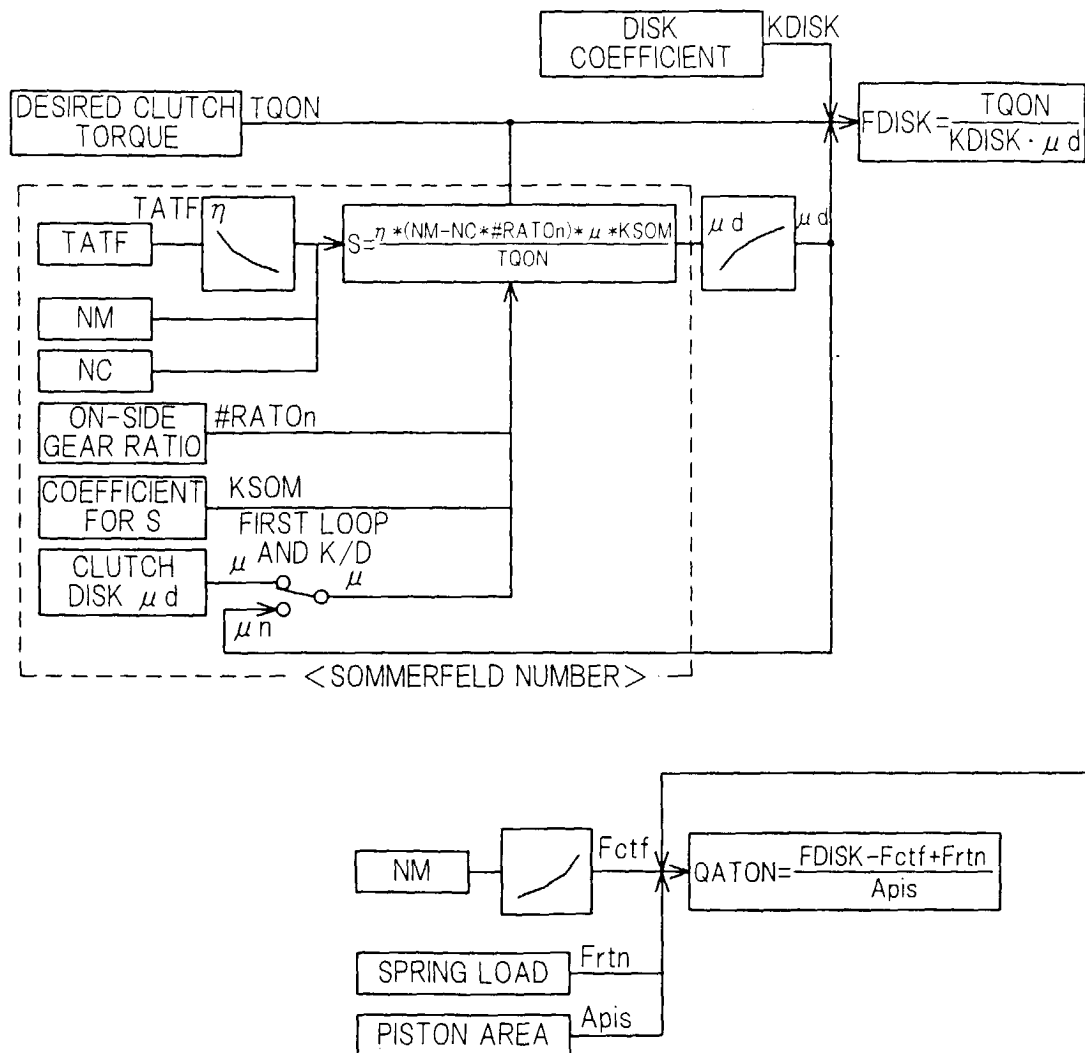 DISK
COEFFICIENT
KDISK
DESIRED CLUTCH
TORQUE
TQON
FDISK=TQON/KDISK・μd
TATF
TATF
η
S=η*(NM-NC*#RATOn)*μ*KSOM/TQON
μd
μd
NM
NC
ON-SIDE
GEAR RATIO
#RATOn
COEFFICIENT
FOR S
KSOM
FIRST LOOP
AND K/D
CLUTCH
DISK μd
μ
μ
μn
<SOMMERFELD NUMBER>
NM
Fctf
QATON=FDISK-Fctf+Frtn/Apis
SPRING LOAD
Frtn
PISTON AREA
Apis